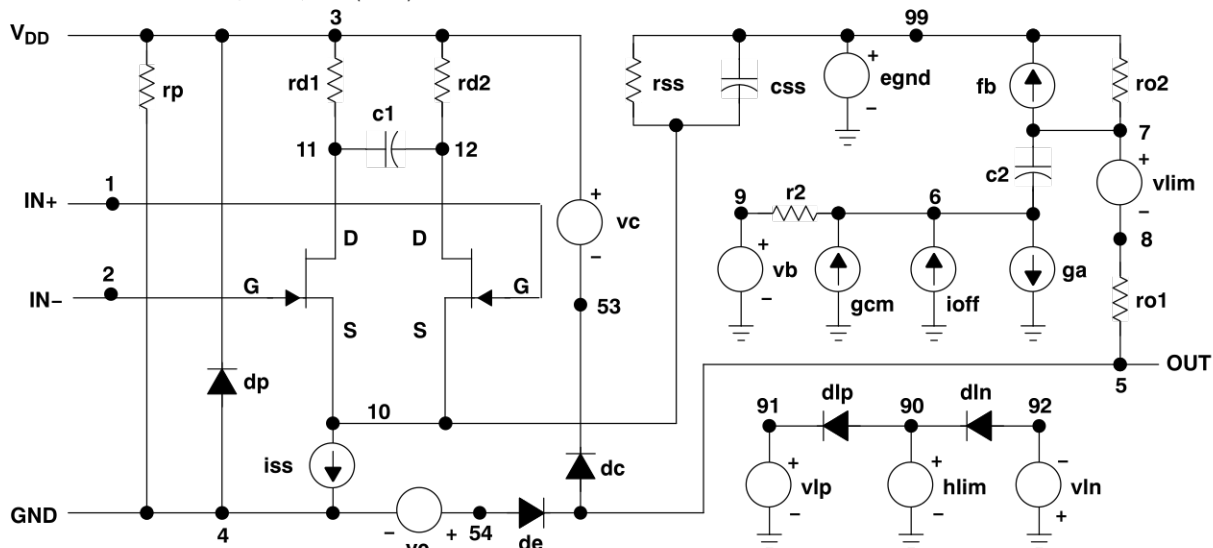 3
99
VDD
rd1
rd2
rss
css
+
egnd
−
fb
ro2
rp
c1
11
12
7
c2
+
vlim
−
1
IN+
9
r2
6
8
D
D
+
vc
−
+
vb
−
gcm
ioff
ga
ro1
2
IN−
G
G
53
S
S
OUT
5
dp
dlp
dln
91
90
92
10
iss
dc
+
vlp
−
+
hlim
−
−
vln
+
GND
4
−
+
54
de